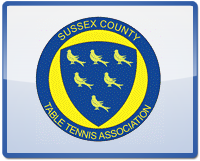 SUSSEX COUNTY
TABLE TENNIS ASSOCIATION